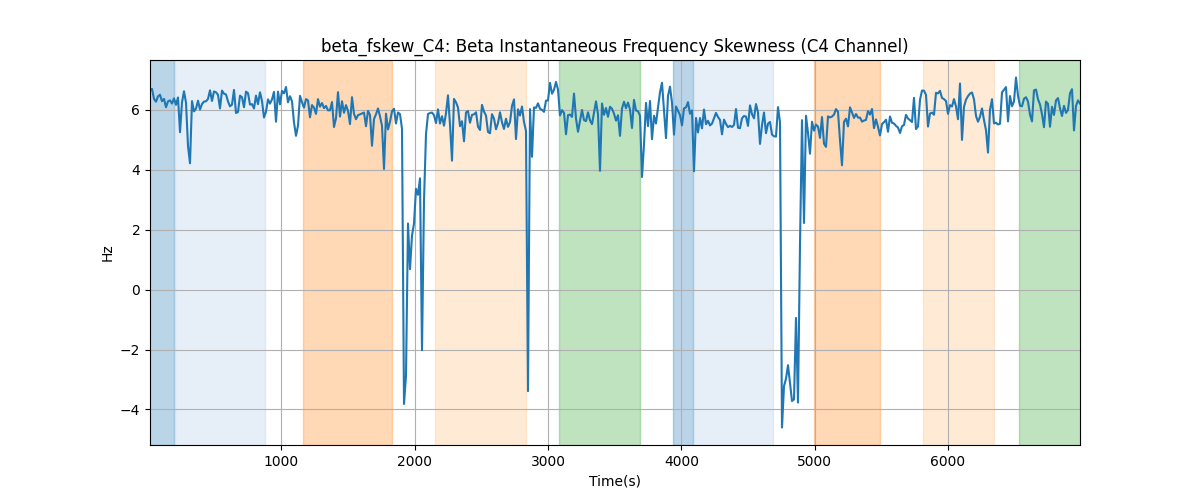 beta_fskew_C4: Beta Instantaneous Frequency Skewness (C4 Channel)
Hz
6
4
2
0
−2
−4
1000 2000 3000 4000 5000 6000
Time(s)